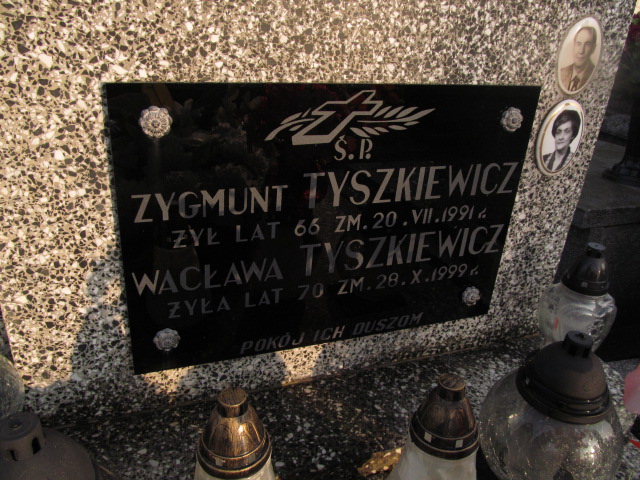 Ś.P.
ZYGMUNT TYSZKIEWICZ
ŻYŁ LAT 66 ZM. 20.VII.1991 r.
WACŁAWA TYSZKIEWICZ
ŻYŁA LAT 70 ZM. 28.X.1999 r.
POKÓJ ICH DUSZOM